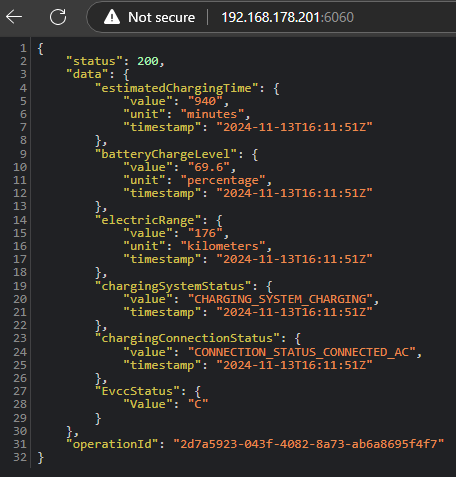 Not secure 192.168.178.201:6060
1 {
2 "status": 200,
3 "data": {
4 "estimatedChargingTime": {
5 "value": "940",
6 "unit": "minutes",
7 "timestamp": "2024-11-13T16:11:51Z"
8 },
9 "batteryChargeLevel": {
10 "value": "69.6",
11 "unit": "percentage",
12 "timestamp": "2024-11-13T16:11:51Z"
13 },
14 "electricRange": {
15 "value": "176",
16 "unit": "kilometers",
17 "timestamp": "2024-11-13T16:11:51Z"
18 },
19 "chargingSystemStatus": {
20 "value": "CHARGING_SYSTEM_CHARGING",
21 "timestamp": "2024-11-13T16:11:51Z"
22 },
23 "chargingConnectionStatus": {
24 "value": "CONNECTION_STATUS_CONNECTED_AC",
25 "timestamp": "2024-11-13T16:11:51Z"
26 },
27 "EvccStatus": {
28 "Value": "C"
29 }
30 },
31 "operationId": "2d7a5923-043f-4082-8a73-ab6a8695f4f7"
32 }